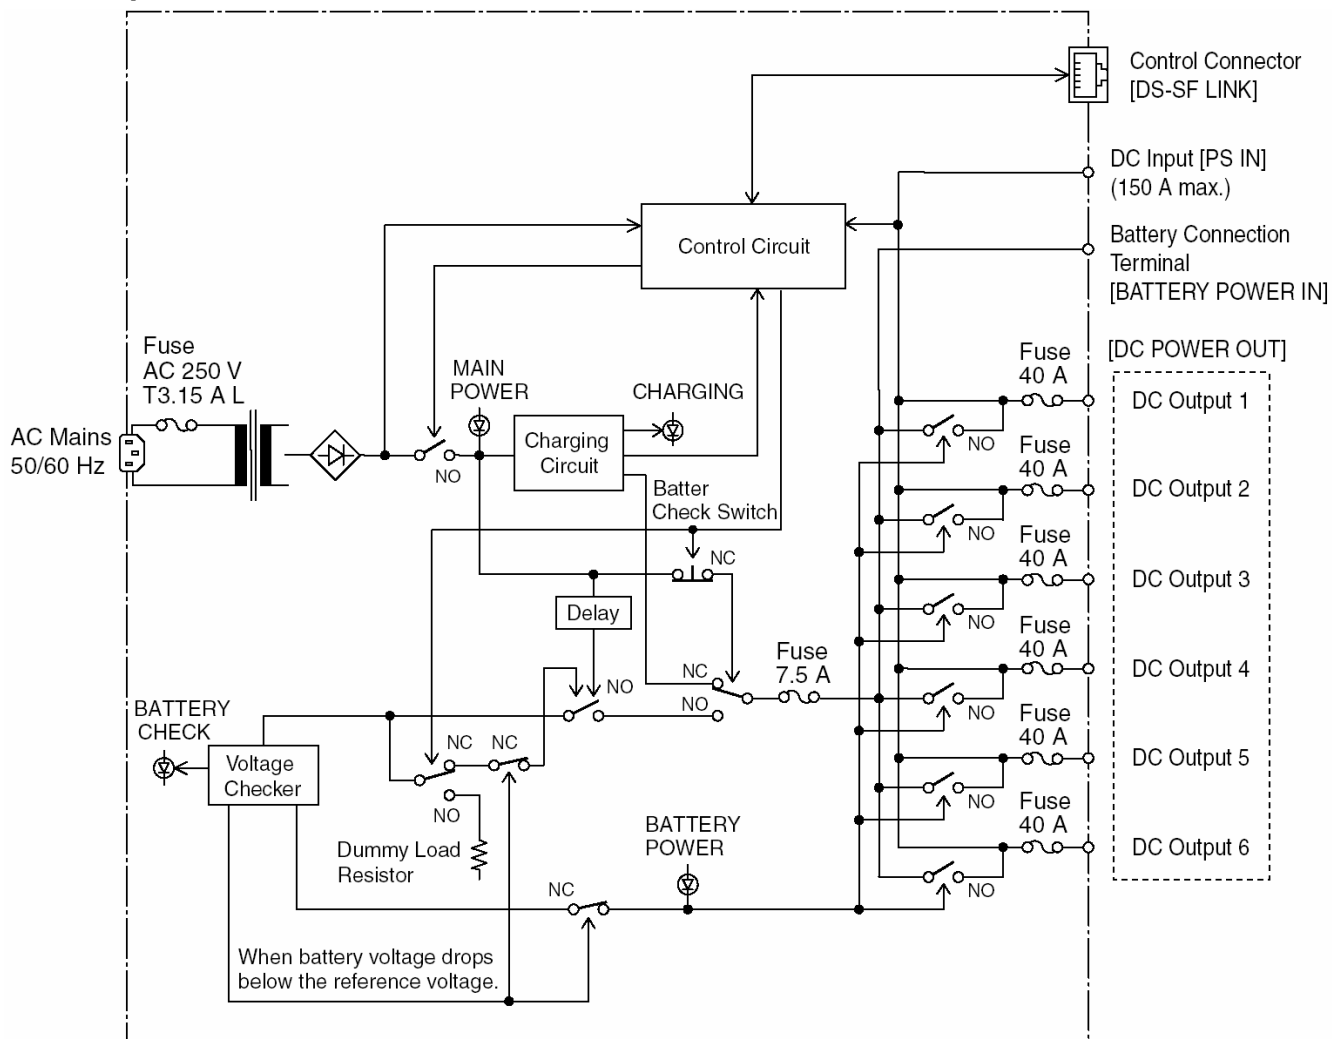 Control Connector
[DS-SF LINK]
DC Input [PS IN]
(150 A max.)
Control Circuit
Battery Connection
Terminal
[BATTERY POWER IN]
Fuse
AC 250 V
T3.15 A L
MAIN
POWER
CHARGING
Fuse
40 A
[DC POWER OUT]
DC Output 1
AC Mains
50/60 Hz
NO
Charging
Circuit
NO
Fuse
40 A
Batter
Check Switch
DC Output 2
NO
NC
Fuse
40 A
DC Output 3
Delay
NO
Fuse
40 A
Fuse
7.5 A
NC
NO
NO
DC Output 4
NO
BATTERY
CHECK
Fuse
40 A
NC
NC
Voltage
Checker
DC Output 5
NO
NO
Fuse
40 A
BATTERY
POWER
Dummy Load
Resistor
DC Output 6
NC
NO
When battery voltage drops
below the reference voltage.